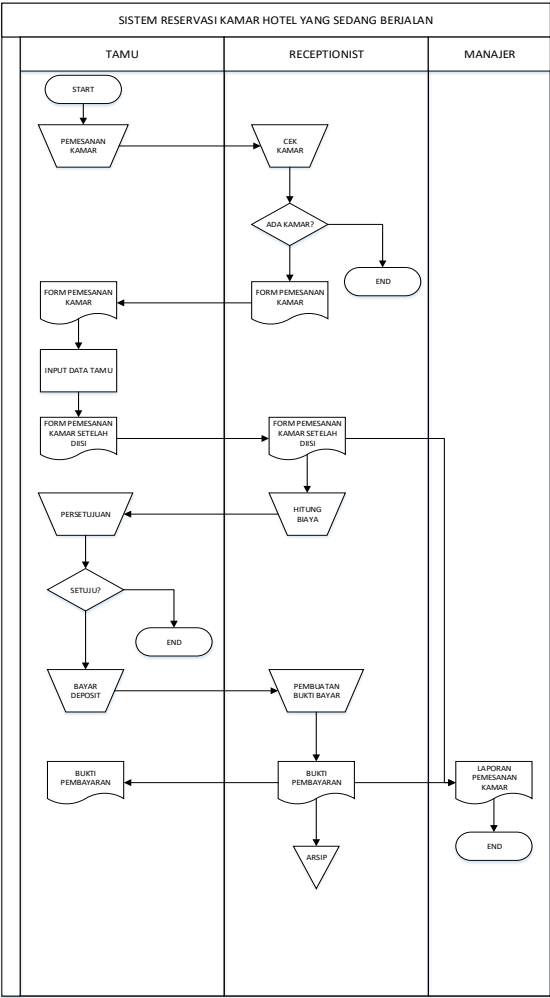 SISTEM RESERVASI KAMAR HOTEL YANG SEDANG BERJALAN
TAMU
RECEPTIONIST
MANAJER
START
PEMESANAN
KAMAR
CEK
KAMAR
ADA KAMAR?
END
FORM PEMESANAN
KAMAR
FORM PEMESANAN
KAMAR
INPUT DATA TAMU
FORM PEMESANAN
KAMAR SETELAH
DIISI
FORM PEMESANAN
KAMAR SETELAH
DIISI
PERSETUJUAN
HITUNG
BIAYA
SETUJU?
END
BAYAR
DEPOSIT
PEMBUATAN
BUKTI BAYAR
BUKTI
PEMBAYARAN
BUKTI
PEMBAYARAN
LAPORAN
PEMESANAN
KAMAR
END
ARSIP